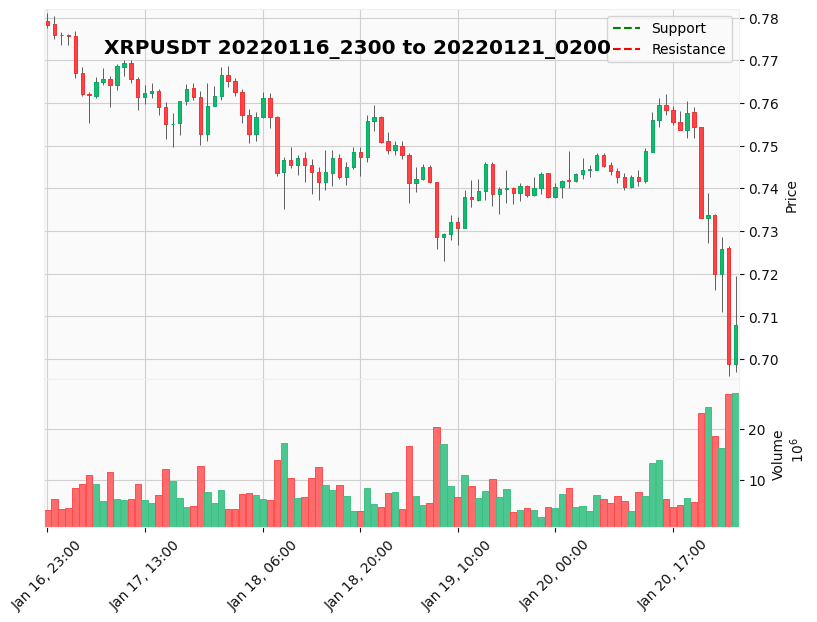 XRPUSDT 20220116_2300 to 20220121_0200
Support
Resistance
0.78
0.77
0.76
0.75
0.74
0.73
0.72
0.71
0.70
Price
20
10
Volume
10^6
Jan 16, 23:00
Jan 17, 13:00
Jan 18, 06:00
Jan 18, 20:00
Jan 19, 10:00
Jan 20, 00:00
Jan 20, 17:00